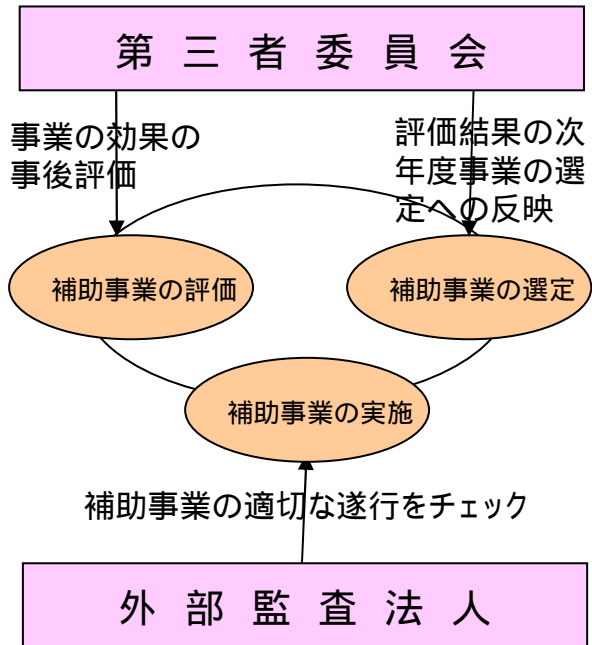 第三者委員会
事業の効果の
事後評価
評価結果の次
年度事業の選
定への反映
補助事業の評価
補助事業の選定
補助事業の実施
補助事業の適切な遂行をチェック
外部監査法人